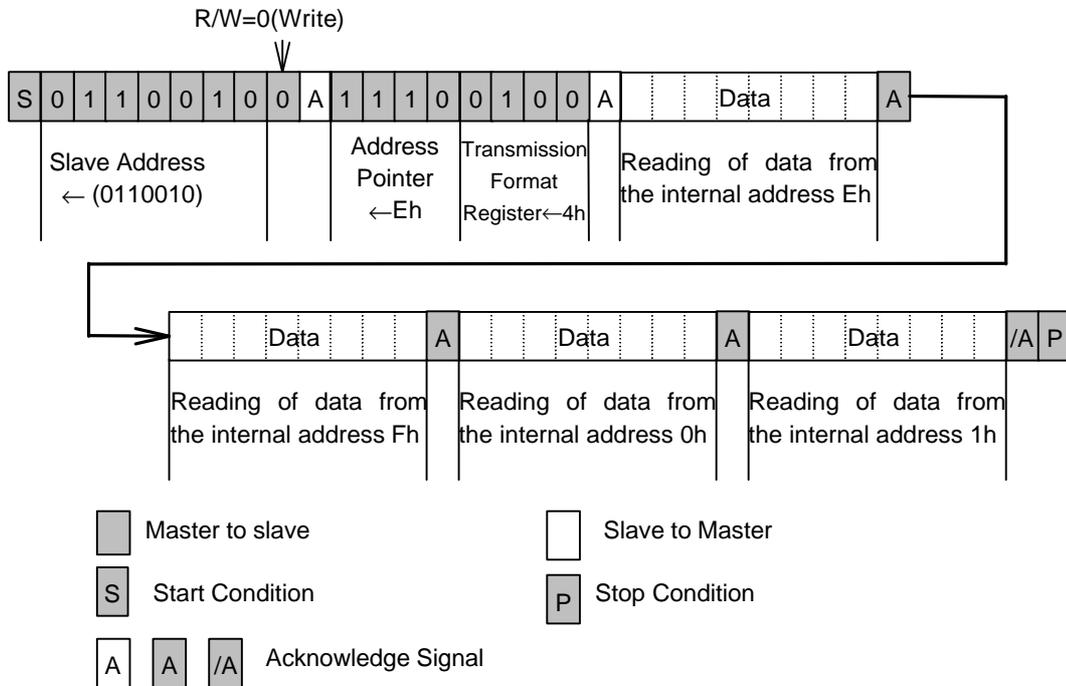 R/W=0(Write)
S 0 1 1 0 0 1 0 0 A 1 1 1 0 0 1 0 0 A Data A
Slave Address
← (0110010)
Address
Pointer
←Eh
Transmission
Format
Register←4h
Reading of data from
the internal address Eh
Data A Data A Data /A P
Reading of data from
the internal address Fh
Reading of data from
the internal address 0h
Reading of data from
the internal address 1h
Master to slave
Slave to Master
S Start Condition
P Stop Condition
A A /A Acknowledge Signal